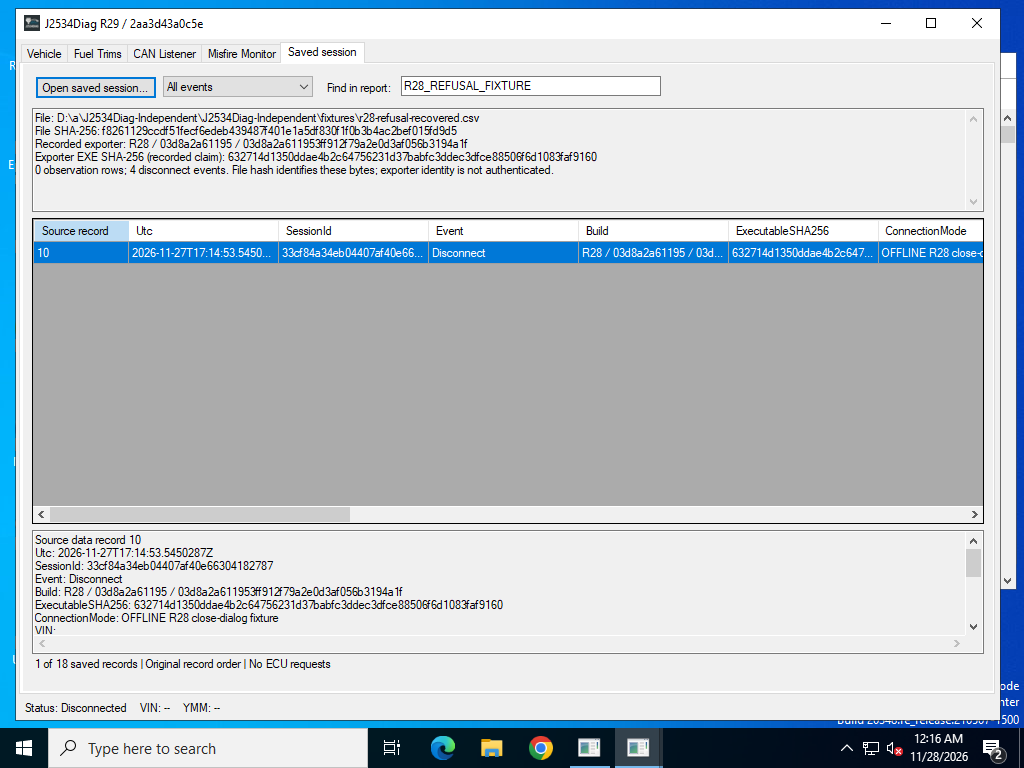 J2534Diag R29 / 2aa3d43a0c5e
Vehicle Fuel Trims CAN Listener Misfire Monitor Saved session
Open saved session... All events Find in report: R28_REFUSAL_FIXTURE
File: D:\a\J2534Diag-Independent\J2534Diag-Independent\fixtures\r28-refusal-recovered.csv
File SHA-256: f8261129ccdf51fecf6edeb439487f401e1a5df830f1f0b3b4ac2bef015fd9d5
Recorded exporter: R28 / 03d8a2a61195 / 03d8a2a611953ff912f79a2e0d3af056b3194a1f
Exporter EXE SHA-256 (recorded claim): 632714d1350ddae4b2c64756231d37babfc3ddec3dfce88506f6d1083faf9160
0 observation rows; 4 disconnect events. File hash identifies these bytes; exporter identity is not authenticated.
Source record Utc SessionId Event Build ExecutableSHA256 ConnectionMode
10 2026-11-27T17:14:53.5450... 33cf84a34eb04407af40e66... Disconnect R28 / 03d8a2a61195 / 03d... 632714d1350ddae4b2c647... OFFLINE R28 close-
Source data record 10
Utc: 2026-11-27T17:14:53.5450287Z
SessionId: 33cf84a34eb04407af40e66304182787
Event: Disconnect
Build: R28 / 03d8a2a61195 / 03d8a2a611953ff912f79a2e0d3af056b3194a1f
ExecutableSHA256: 632714d1350ddae4b2c64756231d37babfc3ddec3dfce88506f6d1083faf9160
ConnectionMode: OFFLINE R28 close-dialog fixture
VIN:
1 of 18 saved records | Original record order | No ECU requests
Status: Disconnected VIN: -- YMM: --
Type here to search
12:16 AM
11/28/2026
2